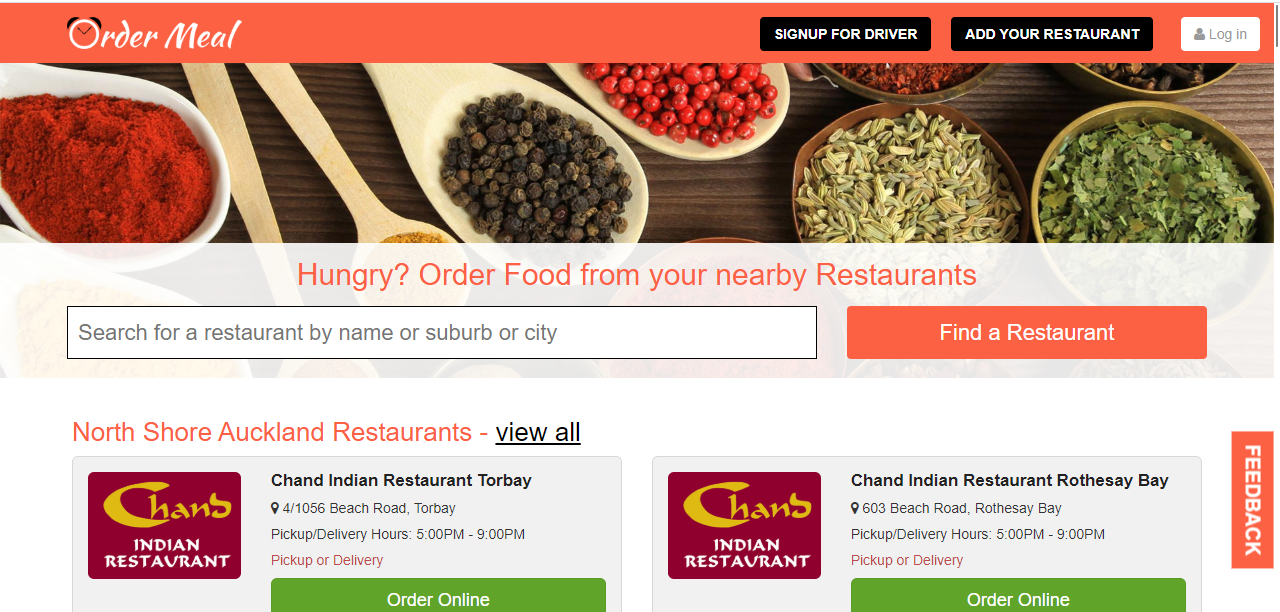 Order Meal
SIGNUP FOR DRIVER
ADD YOUR RESTAURANT
Log in
Hungry? Order Food from your nearby Restaurants
Search for a restaurant by name or suburb or city
Find a Restaurant
North Shore Auckland Restaurants - view all
Chand
INDIAN
RESTAURANT
Chand Indian Restaurant Torbay
4/1056 Beach Road, Torbay
Pickup/Delivery Hours: 5:00PM - 9:00PM
Pickup or Delivery
Order Online
Chand
INDIAN
RESTAURANT
Chand Indian Restaurant Rothesay Bay
603 Beach Road, Rothesay Bay
Pickup/Delivery Hours: 5:00PM - 9:00PM
Pickup or Delivery
Order Online
FEEDBACK